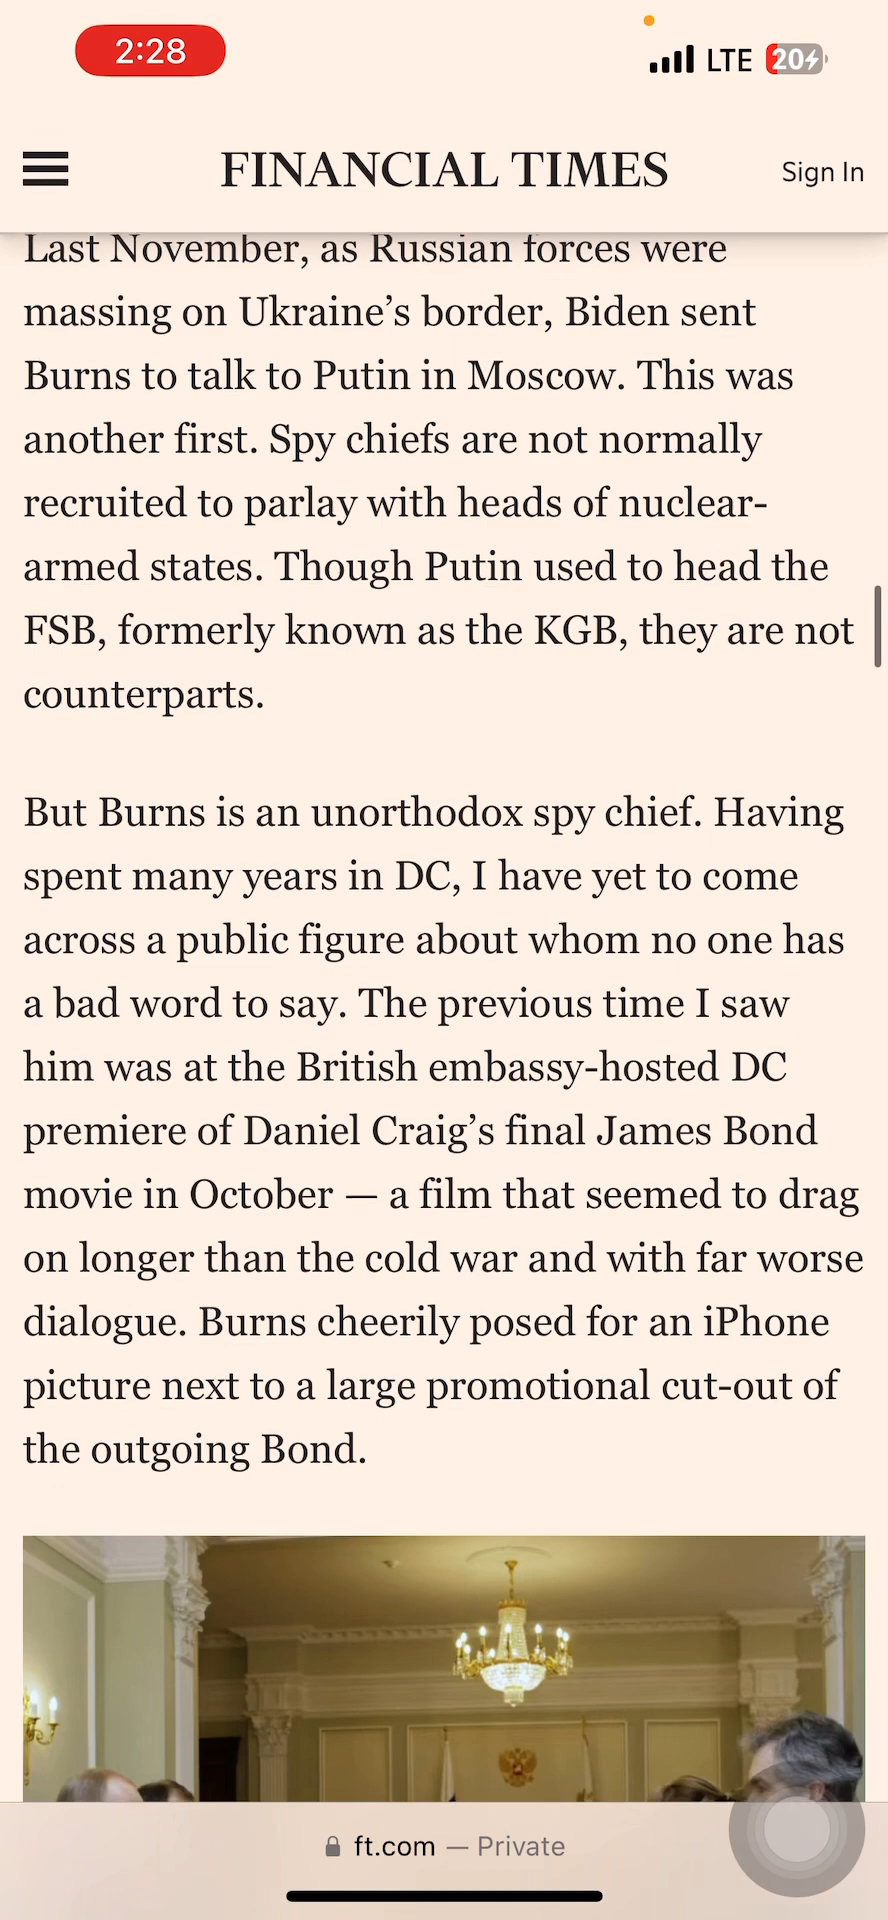 2:28
LTE
20
FINANCIAL TIMES
Sign In
Last November, as Russian forces were
massing on Ukraine’s border, Biden sent
Burns to talk to Putin in Moscow. This was
another first. Spy chiefs are not normally
recruited to parlay with heads of nuclear-
armed states. Though Putin used to head the
FSB, formerly known as the KGB, they are not
counterparts.
But Burns is an unorthodox spy chief. Having
spent many years in DC, I have yet to come
across a public figure about whom no one has
a bad word to say. The previous time I saw
him was at the British embassy-hosted DC
premiere of Daniel Craig’s final James Bond
movie in October — a film that seemed to drag
on longer than the cold war and with far worse
dialogue. Burns cheerily posed for an iPhone
picture next to a large promotional cut-out of
the outgoing Bond.
ft.com — Private